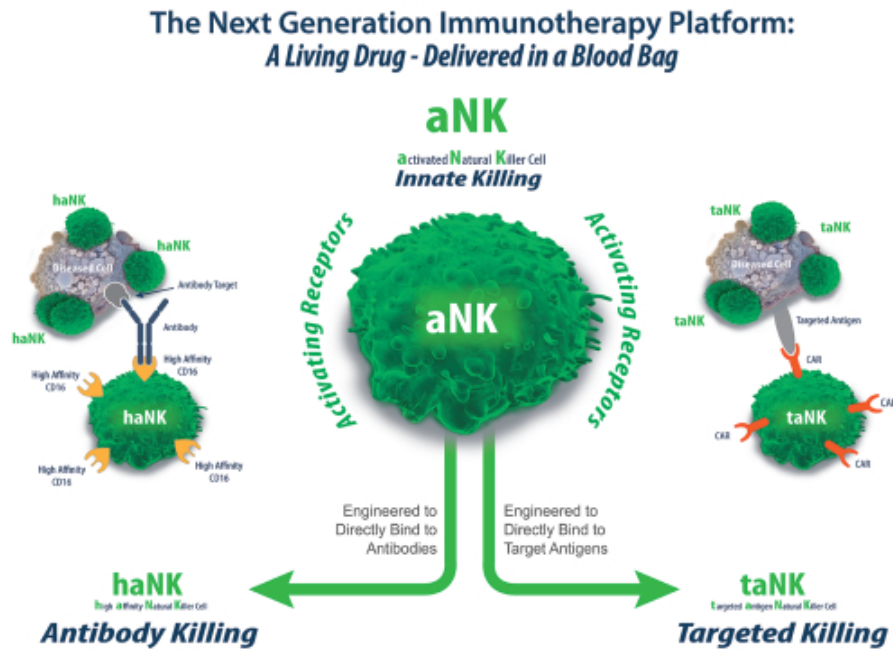 The Next Generation Immunotherapy Platform:
A Living Drug - Delivered in a Blood Bag
aNK
activated Natural Killer Cell
Innate Killing
Activating Receptors
aNK
Activating Receptors
haNK
haNK
Diseased Cell
haNK
Antibody Target
Antibody
High Affinity
CD16
High Affinity
CD16
haNK
High Affinity
CD16
High Affinity
CD16
taNK
taNK
Diseased Cell
taNK
Targeted Antigen
CAR
CAR
CAR
taNK
CAR
Engineered to
Directly Bind to
Antibodies
Engineered to
Directly Bind to
Target Antigens
haNK
high affinity Natural Killer Cell
Antibody Killing
taNK
targeted antigen Natural Killer Cell
Targeted Killing